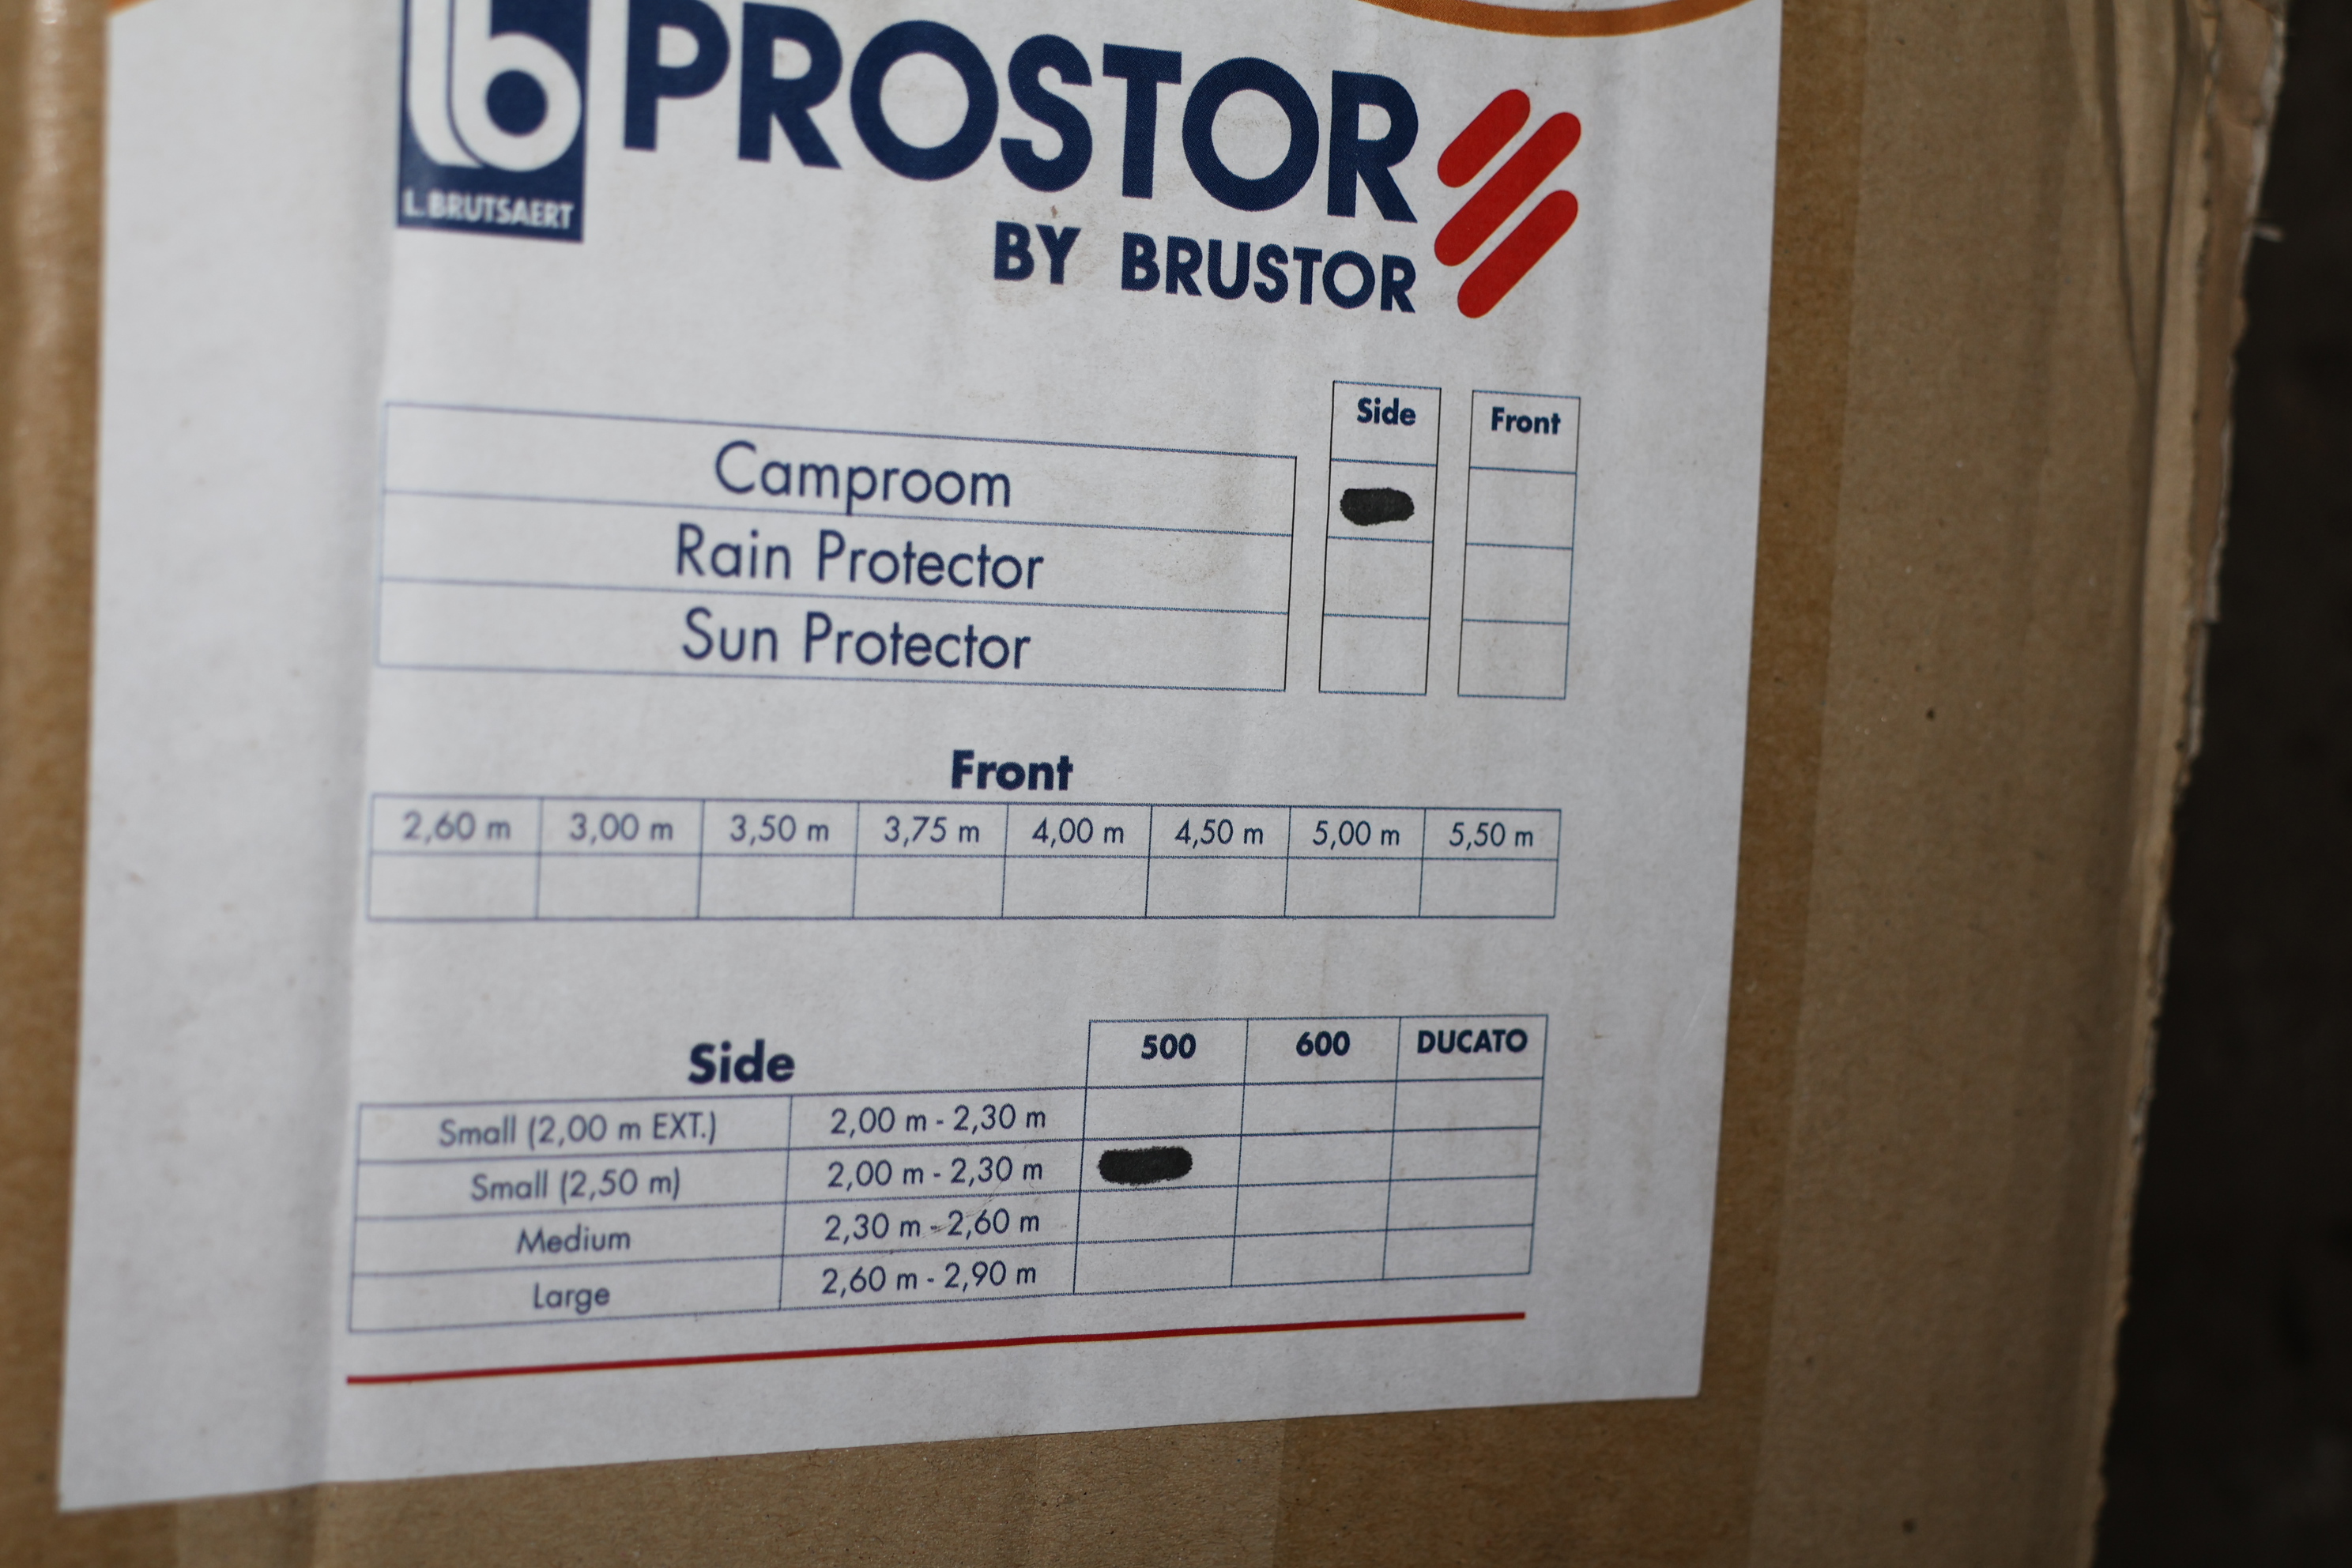 L. BRUTSAERT
PROSTOR
BY BRUSTOR
Side Front
Camproom
Rain Protector
Sun Protector
Front
2,60 m 3,00 m 3,50 m 3,75 m 4,00 m 4,50 m 5,00 m 5,50 m
Side 500 600 DUCATO
Small (2,00 m EXT.) 2,00 m - 2,30 m
Small (2,50 m) 2,00 m - 2,30 m
Medium 2,30 m - 2,60 m
Large 2,60 m - 2,90 m